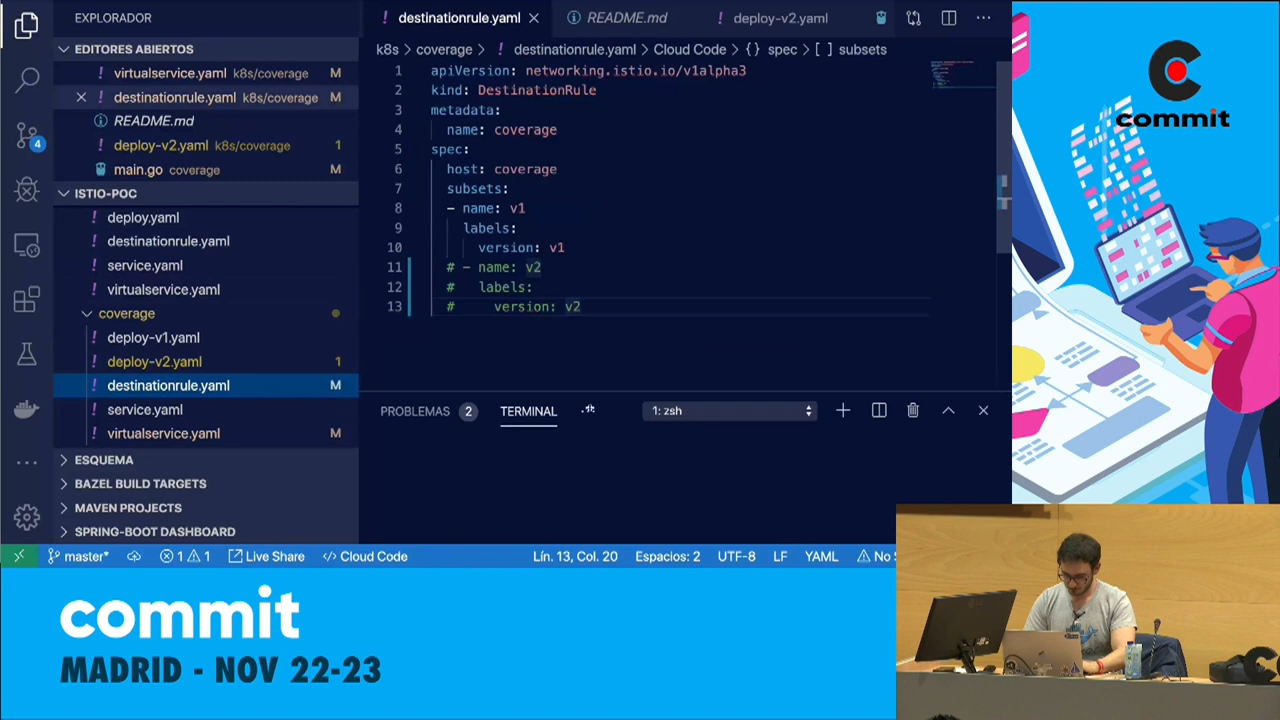 EXPLORADOR
EDITORES ABIERTOS
virtualservice.yaml k8s/coverage M
destinationrule.yaml k8s/coverage M
README.md
deploy-v2.yaml k8s/coverage 1
main.go coverage M
ISTIO-POC
deploy.yaml
destinationrule.yaml
service.yaml
virtualservice.yaml
coverage
deploy-v1.yaml
deploy-v2.yaml 1
destinationrule.yaml M
service.yaml
virtualservice.yaml M
ESQUEMA
BAZEL BUILD TARGETS
MAVEN PROJECTS
SPRING-BOOT DASHBOARD
4
destinationrule.yaml README.md deploy-v2.yaml
k8s > coverage > ! destinationrule.yaml > Cloud Code > {} spec > [ ] subsets
1 apiVersion: networking.istio.io/v1alpha3
2 kind: DestinationRule
3 metadata:
4 name: coverage
5 spec:
6 host: coverage
7 subsets:
8 - name: v1
9 labels:
10 version: v1
11 # - name: v2
12 # labels:
13 # version: v2
PROBLEMAS 2 TERMINAL 1: zsh
master* 1 1 Live Share Cloud Code Lín. 13, Col. 20 Espacios: 2 UTF-8 LF YAML No S
commit
commit
MADRID - NOV 22-23